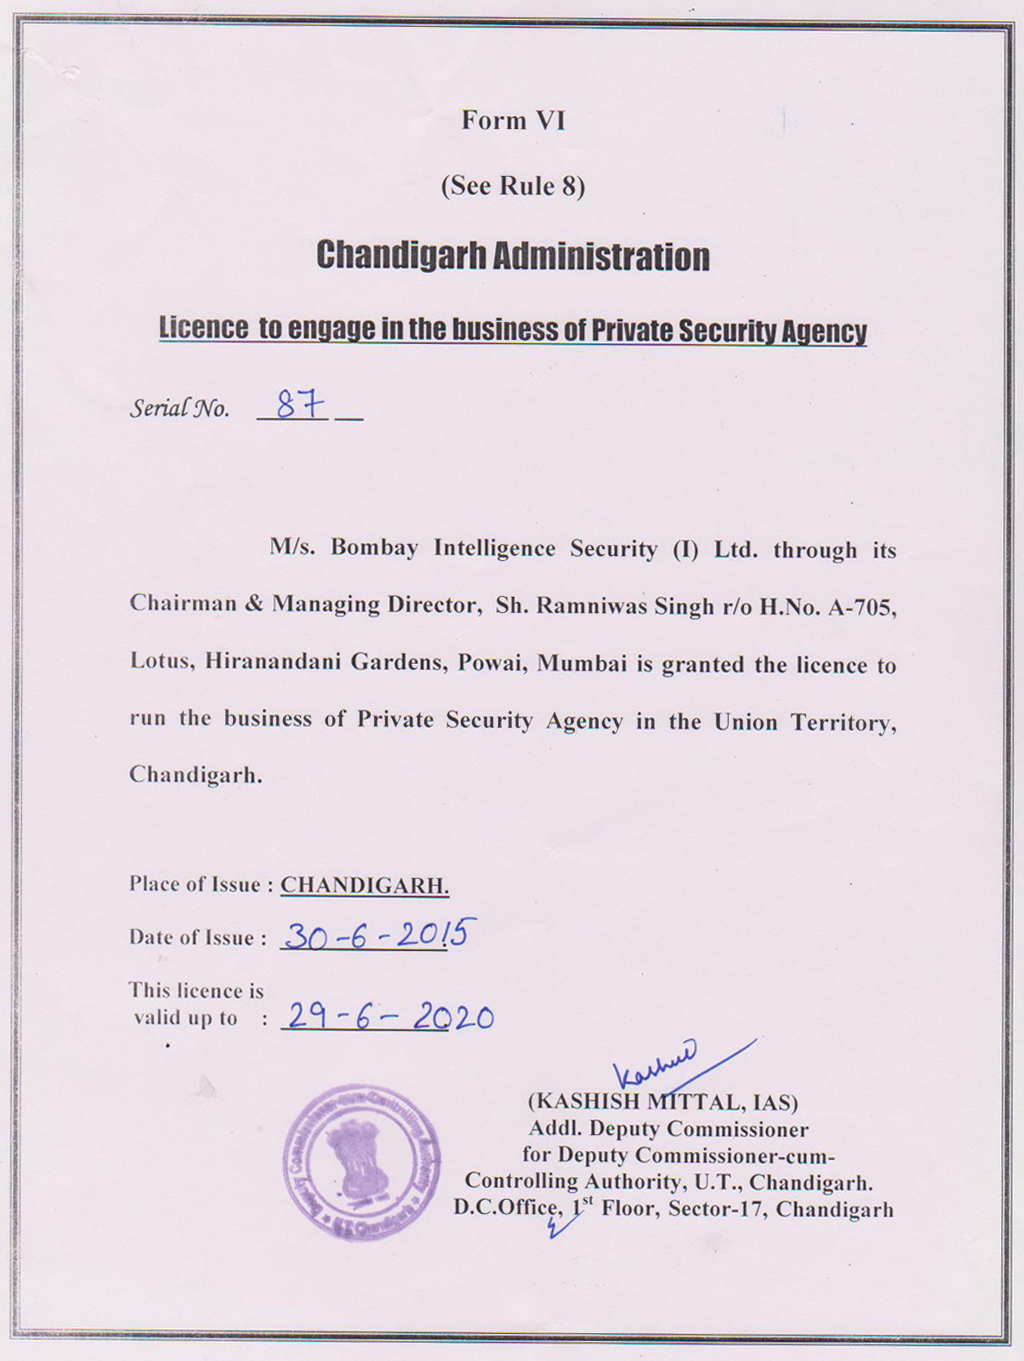 Form VI
(See Rule 8)
Chandigarh Administration
Licence to engage in the business of Private Security Agency
Serial No. 87
M/s. Bombay Intelligence Security (I) Ltd. through its
Chairman & Managing Director, Sh. Ramniwas Singh r/o H.No. A-705,
Lotus, Hiranandani Gardens, Powai, Mumbai is granted the licence to
run the business of Private Security Agency in the Union Territory,
Chandigarh.
Place of Issue : CHANDIGARH.
Date of Issue : 30-6-2015
This licence is
valid up to : 29-6-2020
(KASHISH MITTAL, IAS)
Addl. Deputy Commissioner
for Deputy Commissioner-cum-
Controlling Authority, U.T., Chandigarh.
D.C.Office, 1st Floor, Sector-17, Chandigarh
Deputy Commissioner-cum-Controlling Authority
U.T. Chandigarh